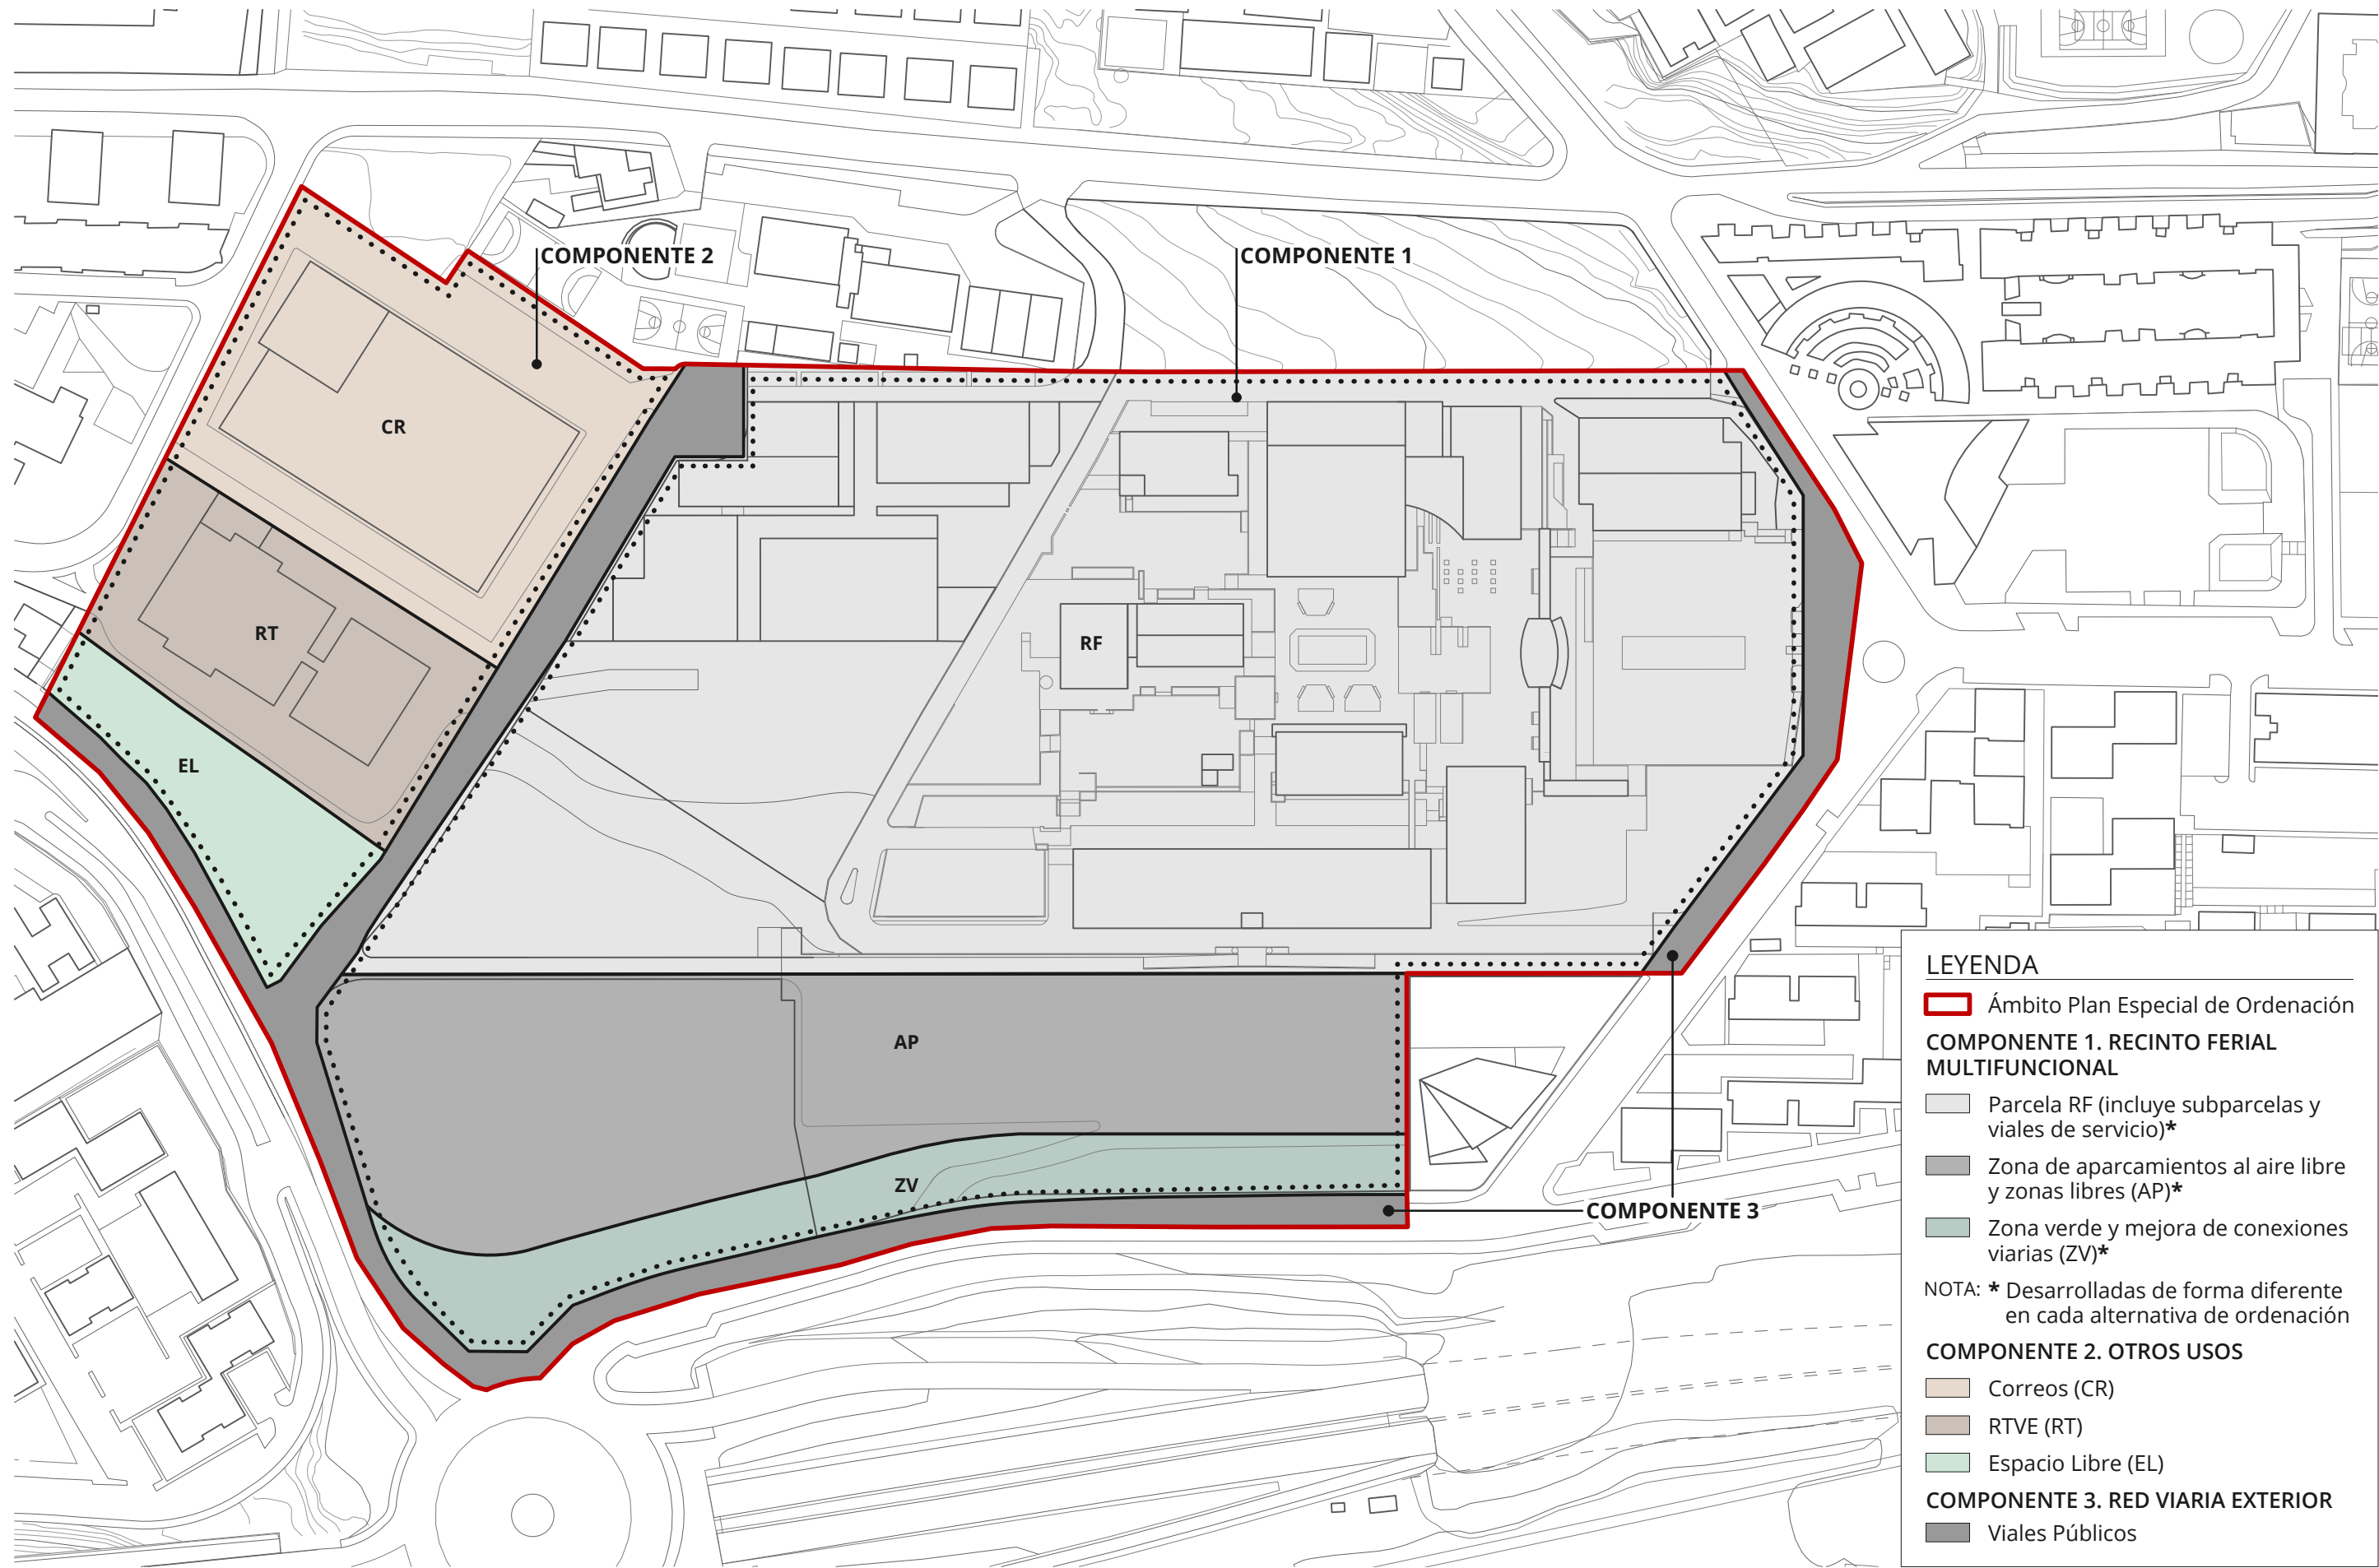 COMPONENTE 2
COMPONENTE 1
CR
RT
RF
EL
AP
ZV
COMPONENTE 3
LEYENDA
Ámbito Plan Especial de Ordenación
COMPONENTE 1. RECINTO FERIAL
MULTIFUNCIONAL
Parcela RF (incluye subparcelas y
viales de servicio)*
Zona de aparcamientos al aire libre
y zonas libres (AP)*
Zona verde y mejora de conexiones
viarias (ZV)*
NOTA: * Desarrolladas de forma diferente
en cada alternativa de ordenación
COMPONENTE 2. OTROS USOS
Correos (CR)
RTVE (RT)
Espacio Libre (EL)
COMPONENTE 3. RED VIARIA EXTERIOR
Viales Públicos